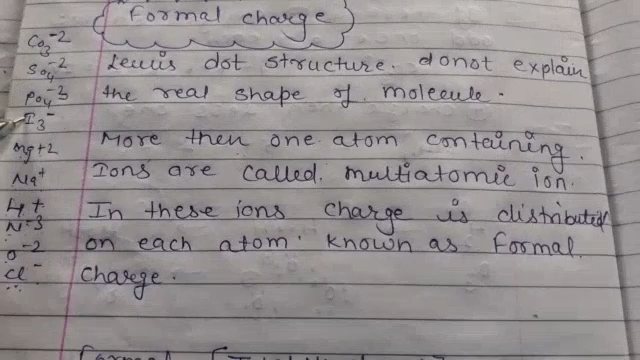 Formal charge
CO3-2
SO4-2
PO4-3
I3-
Mg+2
Na+
H+
N-3
O-2
Cl-
Lewis dot structure. donot explain
the real shape of molecule.
More then one atom containing.
Ions are called. multiatomic ion.
In these ions charge is distributed
on each atom. known as formal.
charge.